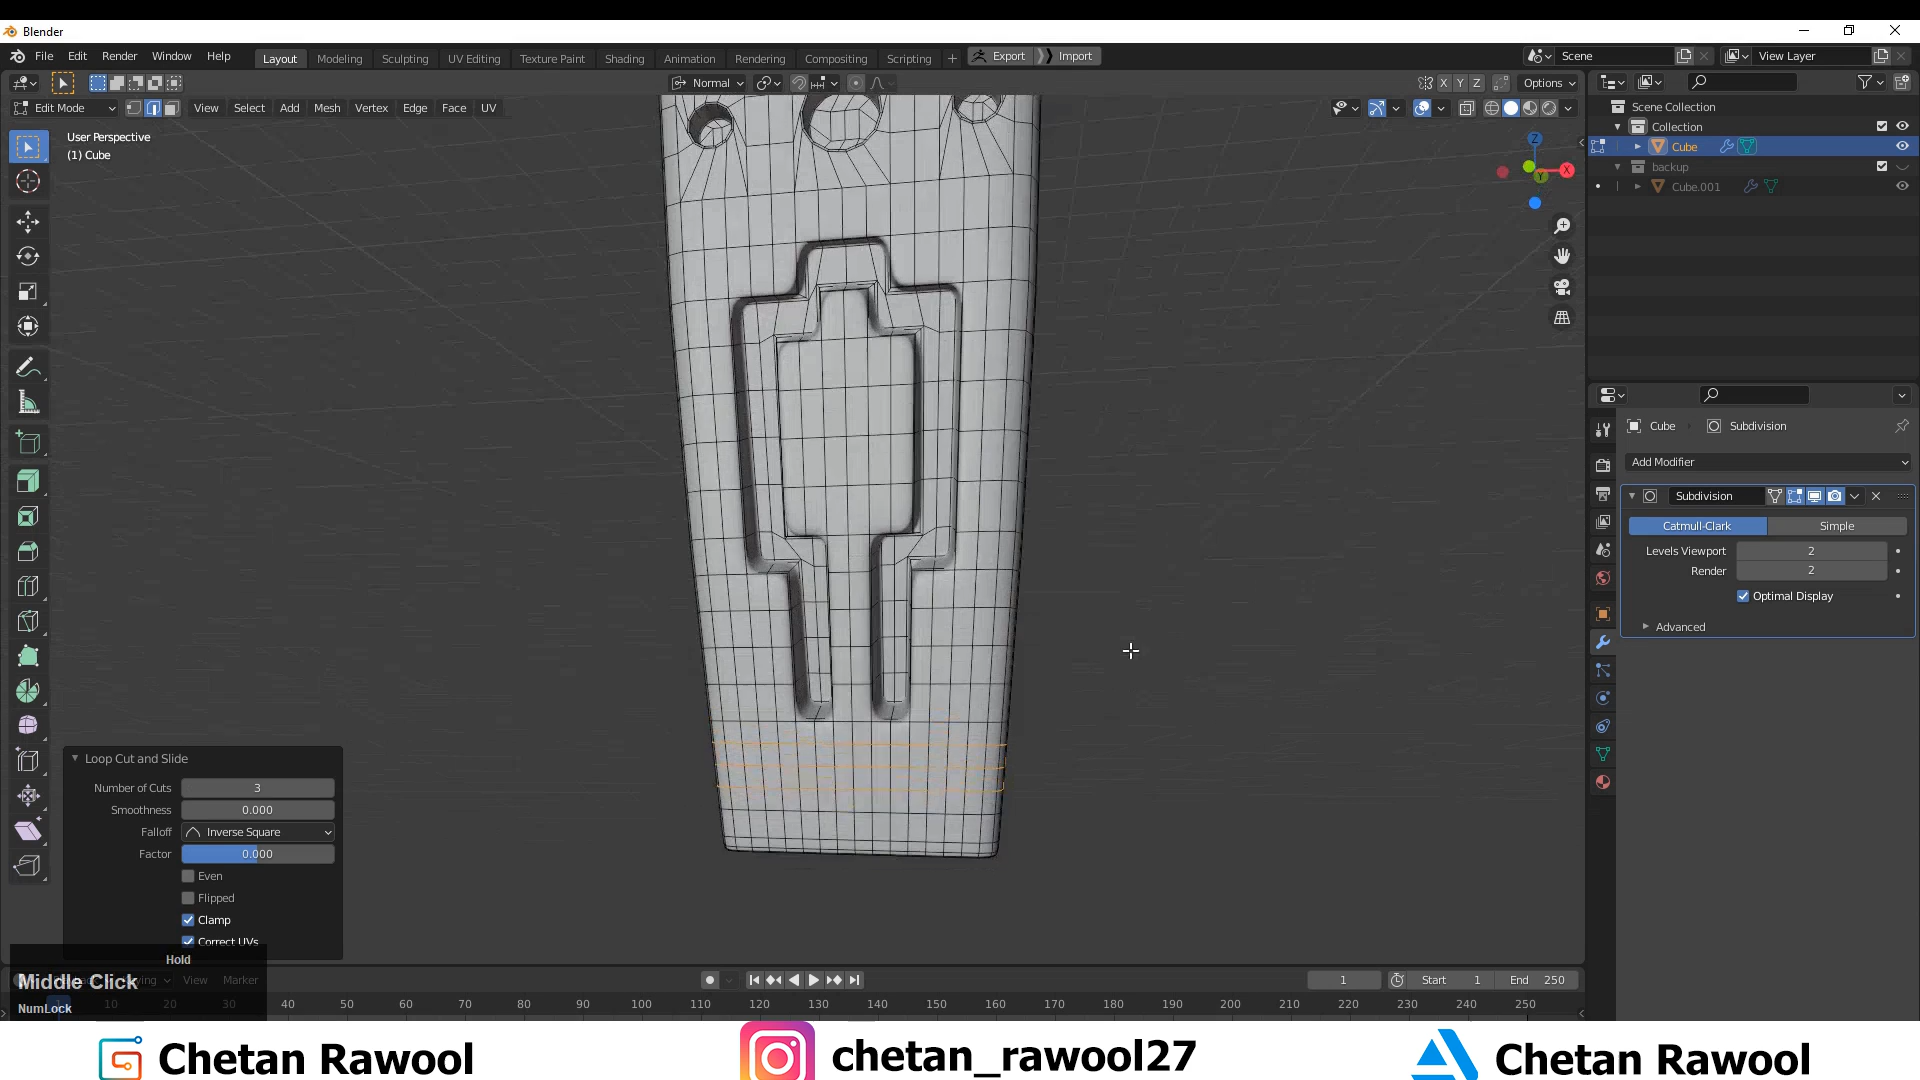 Blender
File Edit Render Window Help
Layout Modeling Sculpting UV Editing Texture Paint Shading Animation Rendering Compositing Scripting + Export Import
Scene View Layer
Normal X Y Z Options
Edit Mode View Select Add Mesh Vertex Edge Face UV
User Perspective
(1) Cube
Z
X
Y
Scene Collection
Collection
Cube
backup
Cube.001
Cube Subdivision
Add Modifier
Subdivision
Catmull-Clark Simple
Levels Viewport 2
Render 2
Optimal Display
Advanced
Loop Cut and Slide
Number of Cuts 3
Smoothness 0.000
Falloff Inverse Square
Factor 0.000
Even
Flipped
Clamp
Correct UVs
Hold
Middle Click
NumLock
View Marker
1 Start 1 End 250
1 10 20 30 40 50 60 70 80 90 100 110 120 130 140 150 160 170 180 190 200 210 220 230 240 250
Chetan Rawool chetan_rawool27 Chetan Rawool